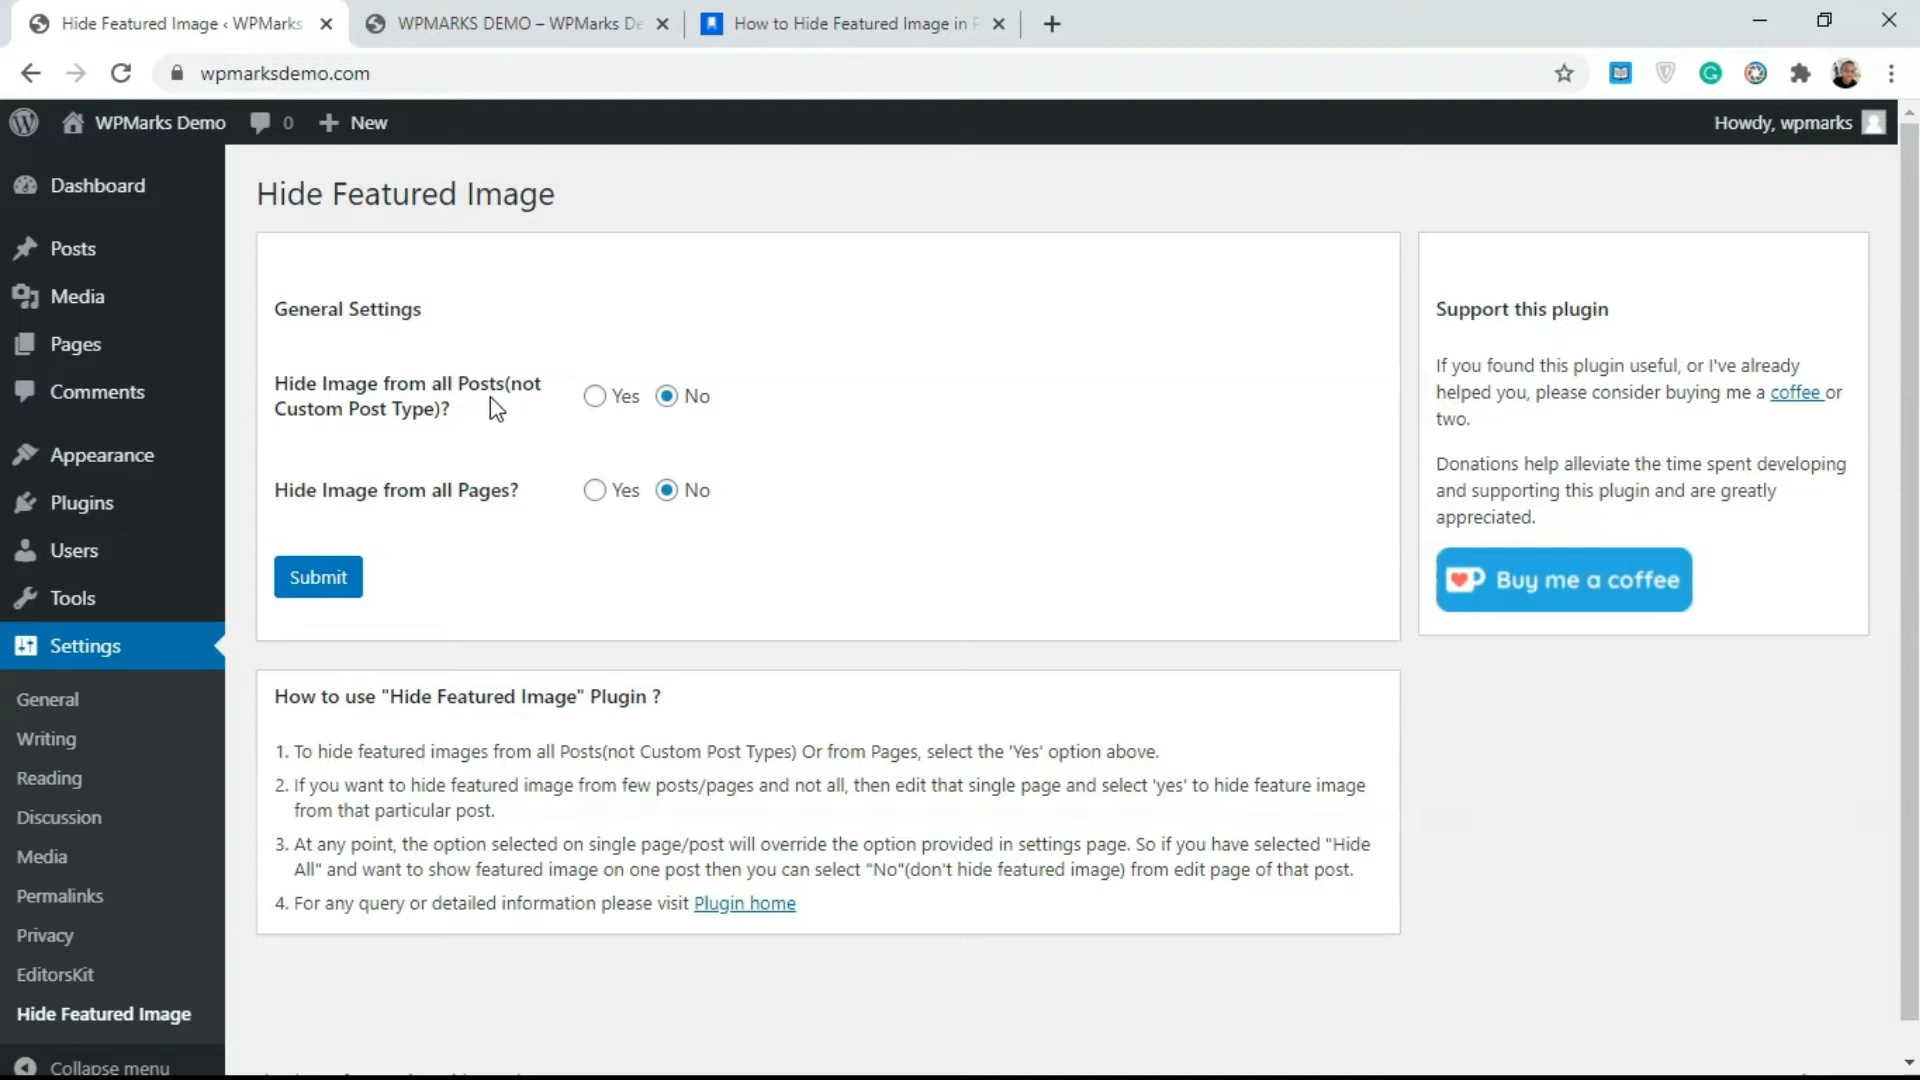 Hide Featured Image ‹ WPMarks
WPMARKS DEMO – WPMarks De
How to Hide Featured Image in
wpmarksdemo.com
WPMarks Demo
0
New
Howdy, wpmarks
Dashboard
Posts
Media
Pages
Comments
Appearance
Plugins
Users
Tools
Settings
General
Writing
Reading
Discussion
Media
Permalinks
Privacy
EditorsKit
Hide Featured Image
Collapse menu
Hide Featured Image
General Settings
Hide Image from all Posts(not
Custom Post Type)?
Yes No
Hide Image from all Pages?
Yes No
Submit
How to use "Hide Featured Image" Plugin ?
1. To hide featured images from all Posts(not Custom Post Types) Or from Pages, select the 'Yes' option above.
2. If you want to hide featured image from few posts/pages and not all, then edit that single page and select 'yes' to hide feature image
from that particular post.
3. At any point, the option selected on single page/post will override the option provided in settings page. So if you have selected "Hide
All" and want to show featured image on one post then you can select "No"(don't hide featured image) from edit page of that post.
4. For any query or detailed information please visit Plugin home
Support this plugin
If you found this plugin useful, or I've already
helped you, please consider buying me a coffee or
two.
Donations help alleviate the time spent developing
and supporting this plugin and are greatly
appreciated.
Buy me a coffee